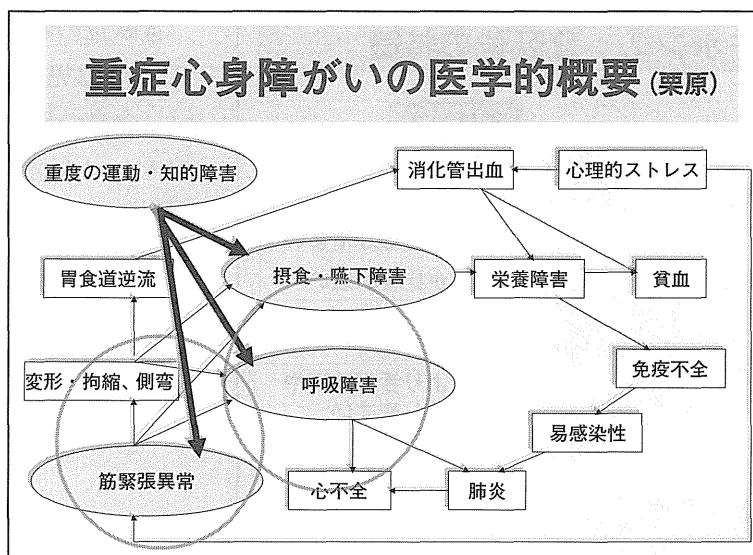 重症心身障がいの医学的概要(栗原)
重度の運動・知的障害
消化管出血
心理的ストレス
胃食道逆流
摂食・嚥下障害
栄養障害
貧血
変形・拘縮、側弯
呼吸障害
免疫不全
易感染性
筋緊張異常
心不全
肺炎